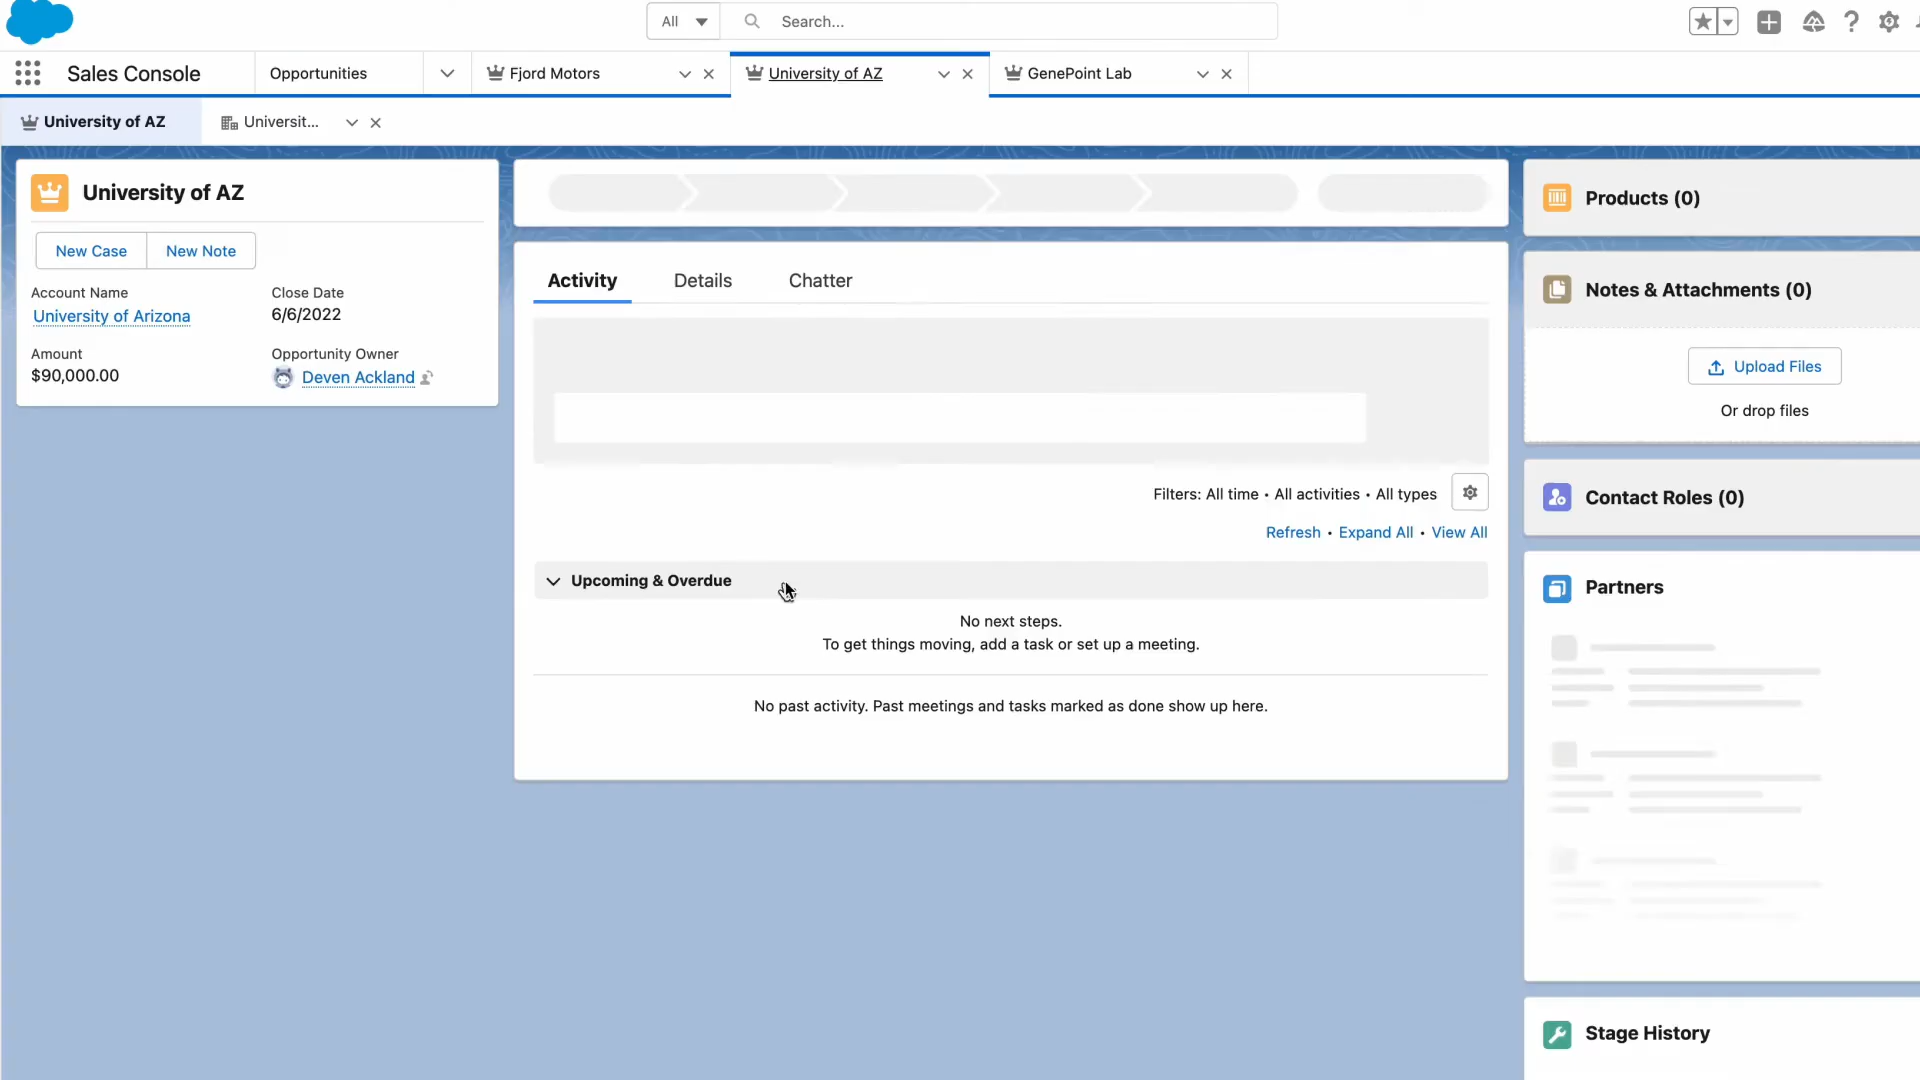 All
Search...
Sales Console
Opportunities
Fjord Motors
University of AZ
GenePoint Lab
University of AZ
Universit...
University of AZ
New Case
New Note
Account Name
University of Arizona
Close Date
6/6/2022
Amount
$90,000.00
Opportunity Owner
Deven Ackland
Activity
Details
Chatter
Filters: All time • All activities • All types
Refresh • Expand All • View All
Upcoming & Overdue
No next steps.
To get things moving, add a task or set up a meeting.
No past activity. Past meetings and tasks marked as done show up here.
Products (0)
Notes & Attachments (0)
Upload Files
Or drop files
Contact Roles (0)
Partners
Stage History